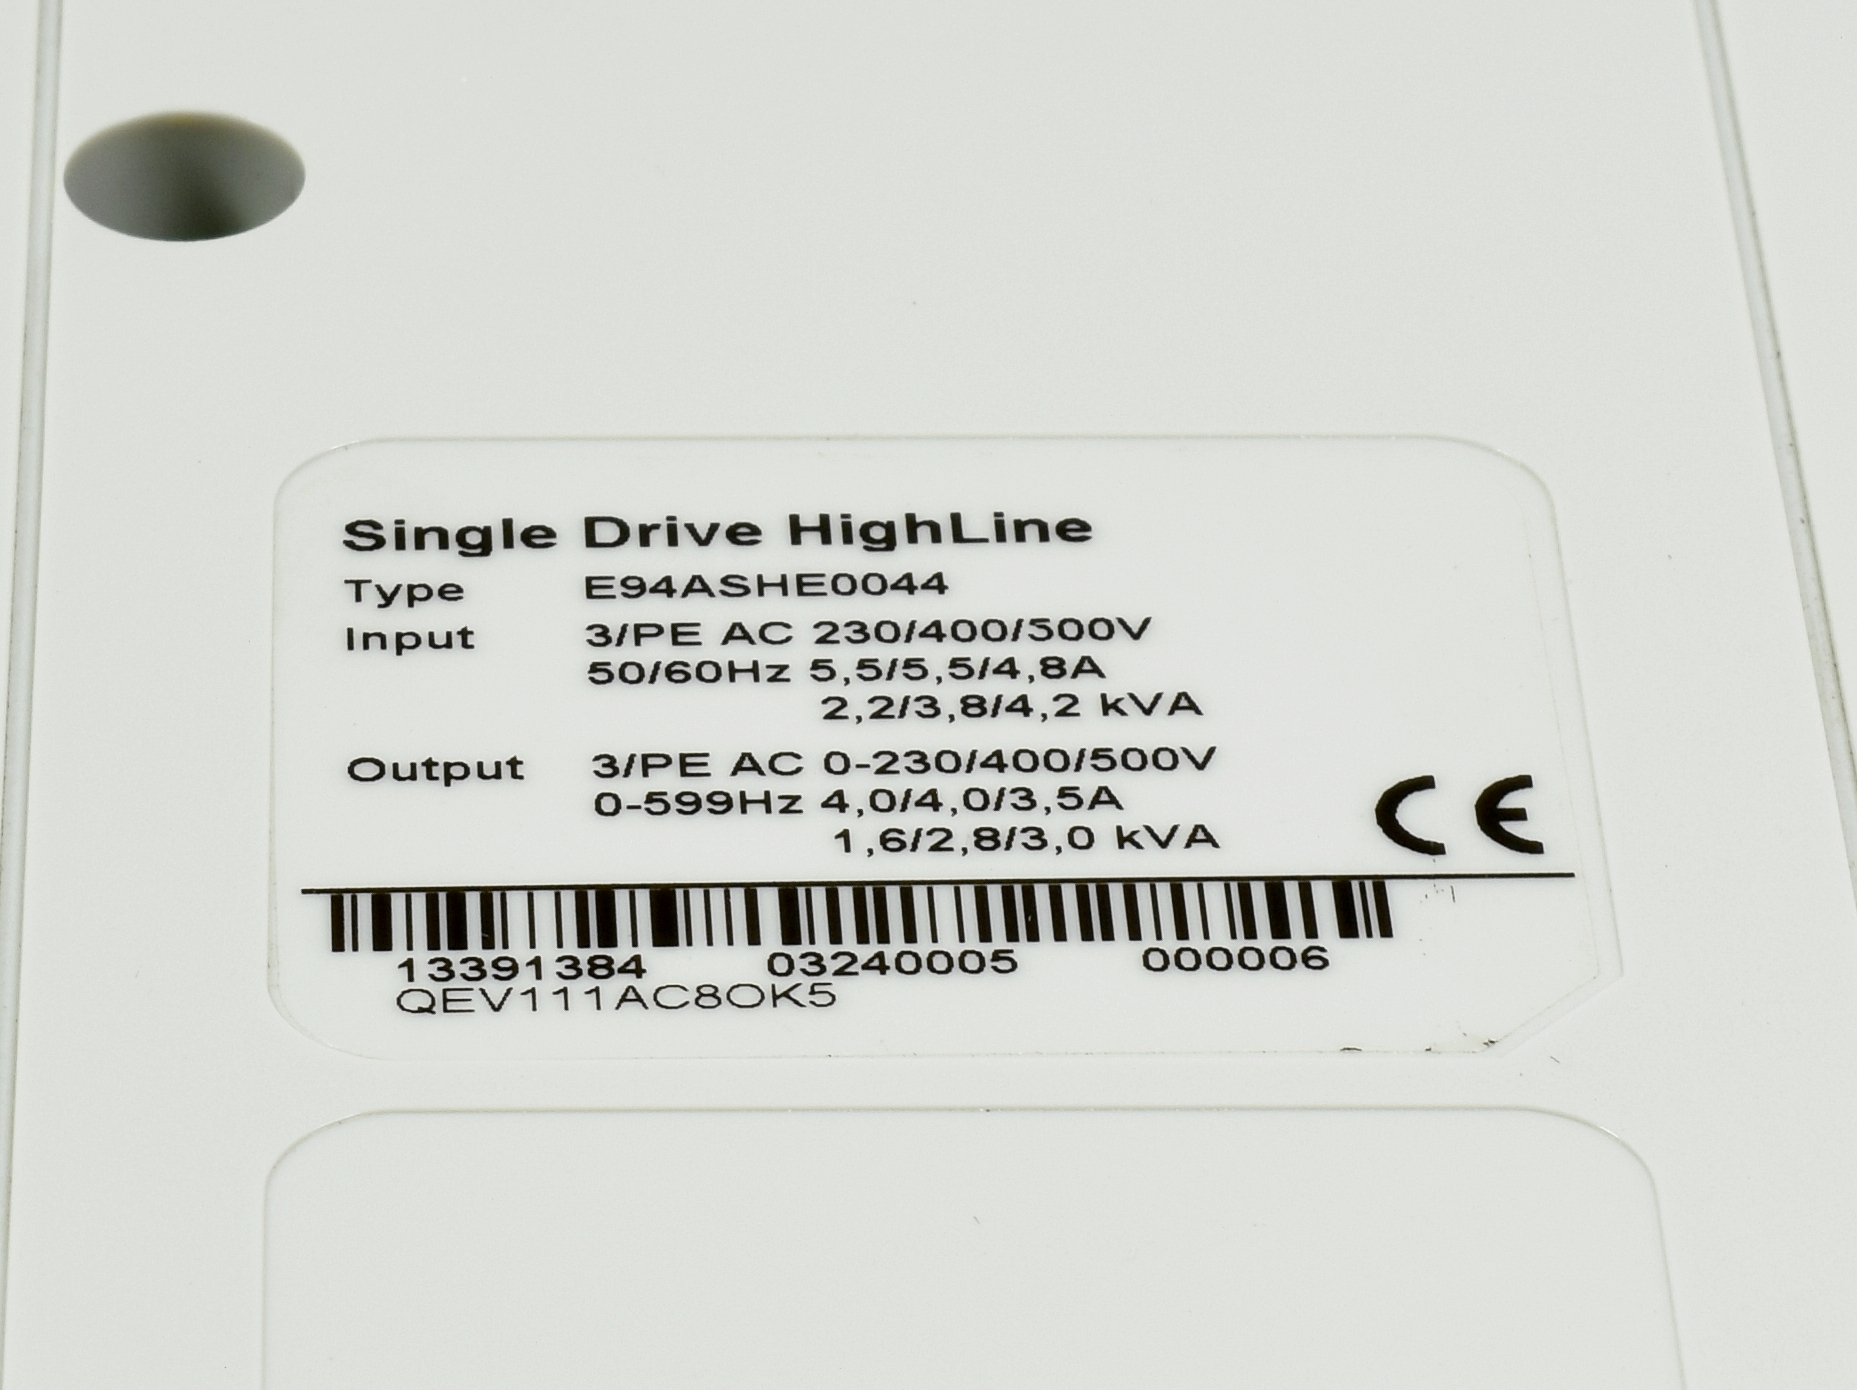 Single Drive HighLine
Type E94ASHE0044
Input 3/PE AC 230/400/500V
50/60Hz 5,5/5,5/4,8A
2,2/3,8/4,2 kVA
Output 3/PE AC 0-230/400/500V
0-599Hz 4,0/4,0/3,5A
1,6/2,8/3,0 kVA
CE
13391384 03240005 000006
QEV111AC8OK5